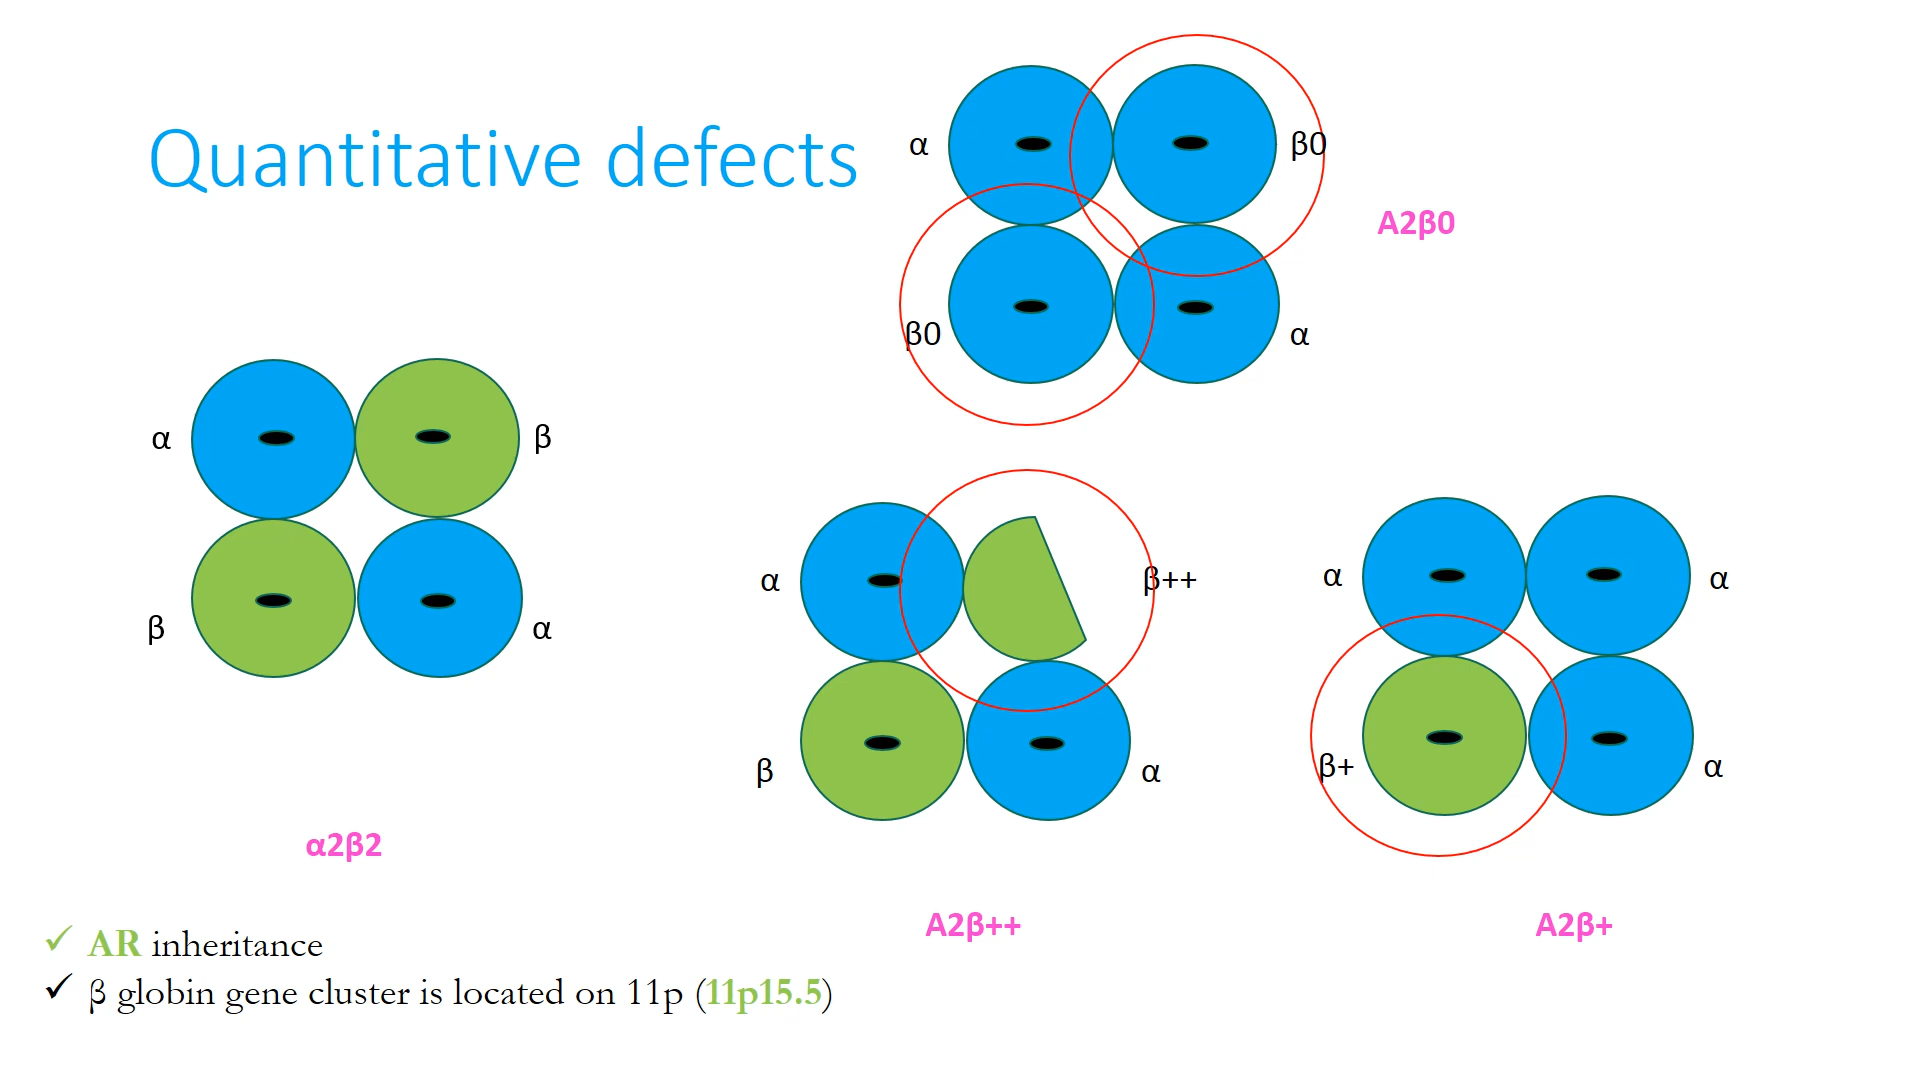 Quantitative defects
α
β0
A2β0
β0
α
α
β
β
α
α2β2
α
β++
β
α
A2β++
α
α
β+
α
A2β+
✓ AR inheritance
✓ β globin gene cluster is located on 11p (11p15.5)